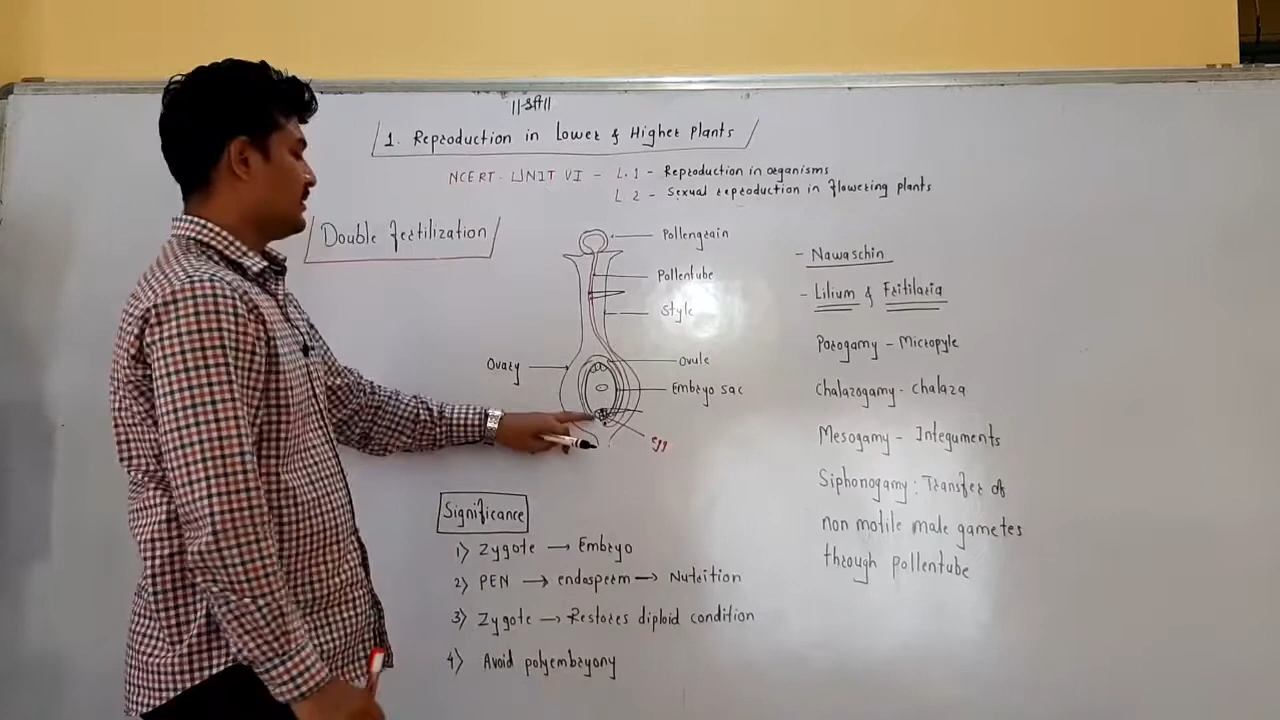 ||श्री||
1. Reproduction in Lower & Higher Plants
NCERT - UNIT VI - L.1 - Reproduction in organisms
L 2 - Sexual reproduction in flowering plants
Double fertilization
Pollengrain
Pollentube
Style
Ovary
Ovule
Embryo sac
- Nawaschin
- Lilium & Fritilaria
Porogamy - Micropyle
Chalazogamy - Chalaza
Mesogamy - Integuments
Siphonogamy : Transfer of
non motile male gametes
through pollentube
Significance
1) Zygote → Embryo
2) PEN → endosperm → Nutrition
3) Zygote → Restores diploid condition
4) Avoid polyembryony